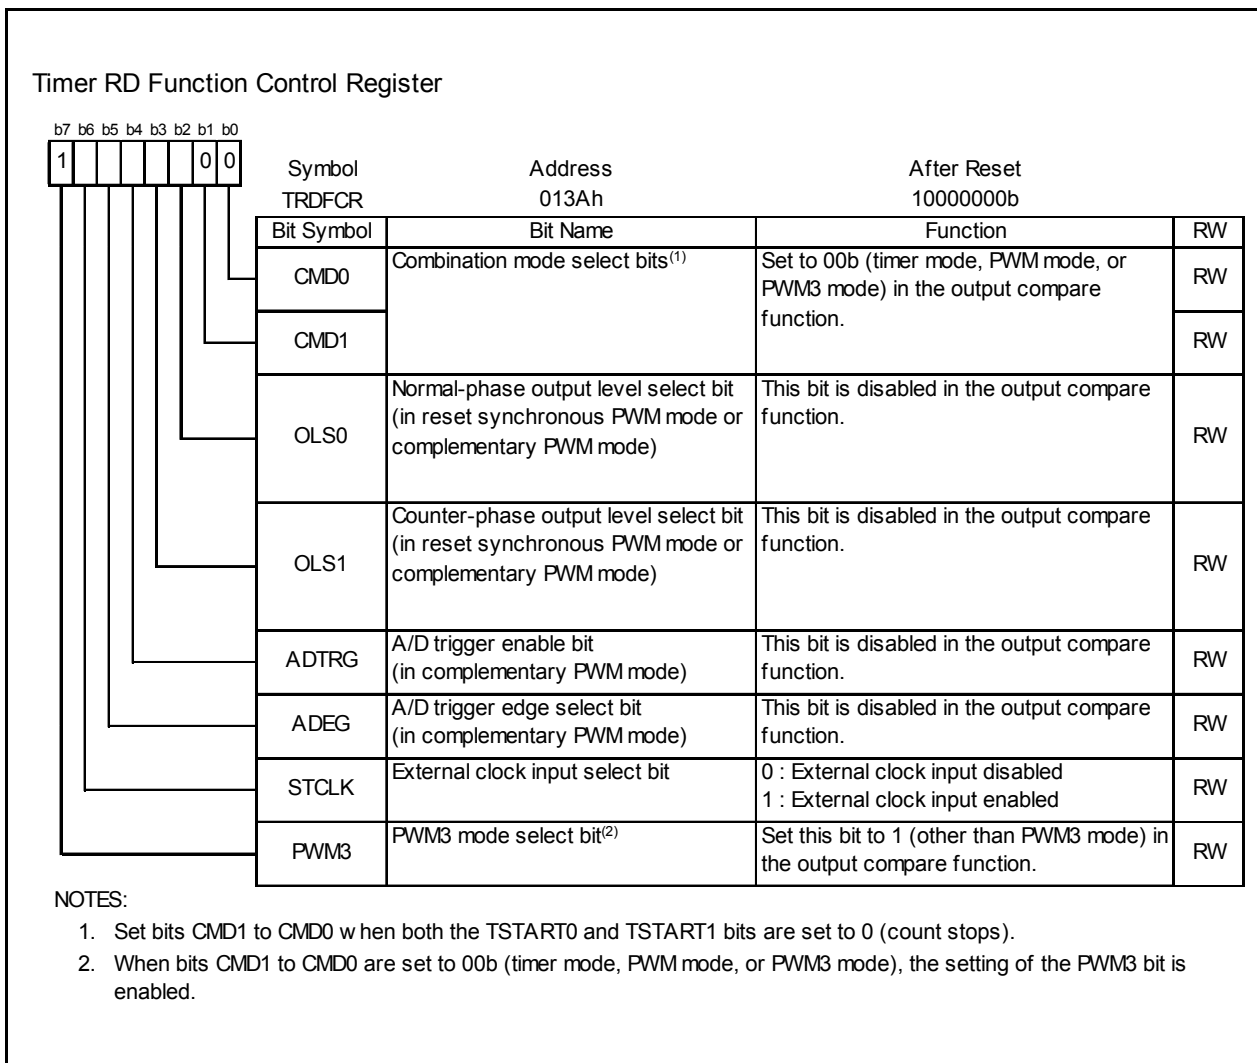 Timer RD Function Control Register
b7 b6 b5 b4 b3 b2 b1 b0
1 0 0
Symbol Address After Reset
TRDFCR 013Ah 10000000b
Bit Symbol Bit Name Function RW
CMD0 Combination mode select bits(1) Set to 00b (timer mode, PWM mode, or PWM3 mode) in the output compare function. RW
CMD1 RW
OLS0 Normal-phase output level select bit (in reset synchronous PWM mode or complementary PWM mode) This bit is disabled in the output compare function. RW
OLS1 Counter-phase output level select bit (in reset synchronous PWM mode or complementary PWM mode) This bit is disabled in the output compare function. RW
ADTRG A/D trigger enable bit (in complementary PWM mode) This bit is disabled in the output compare function. RW
ADEG A/D trigger edge select bit (in complementary PWM mode) This bit is disabled in the output compare function. RW
STCLK External clock input select bit 0 : External clock input disabled 1 : External clock input enabled RW
PWM3 PWM3 mode select bit(2) Set this bit to 1 (other than PWM3 mode) in the output compare function. RW
NOTES:
1. Set bits CMD1 to CMD0 when both the TSTART0 and TSTART1 bits are set to 0 (count stops).
2. When bits CMD1 to CMD0 are set to 00b (timer mode, PWM mode, or PWM3 mode), the setting of the PWM3 bit is
enabled.